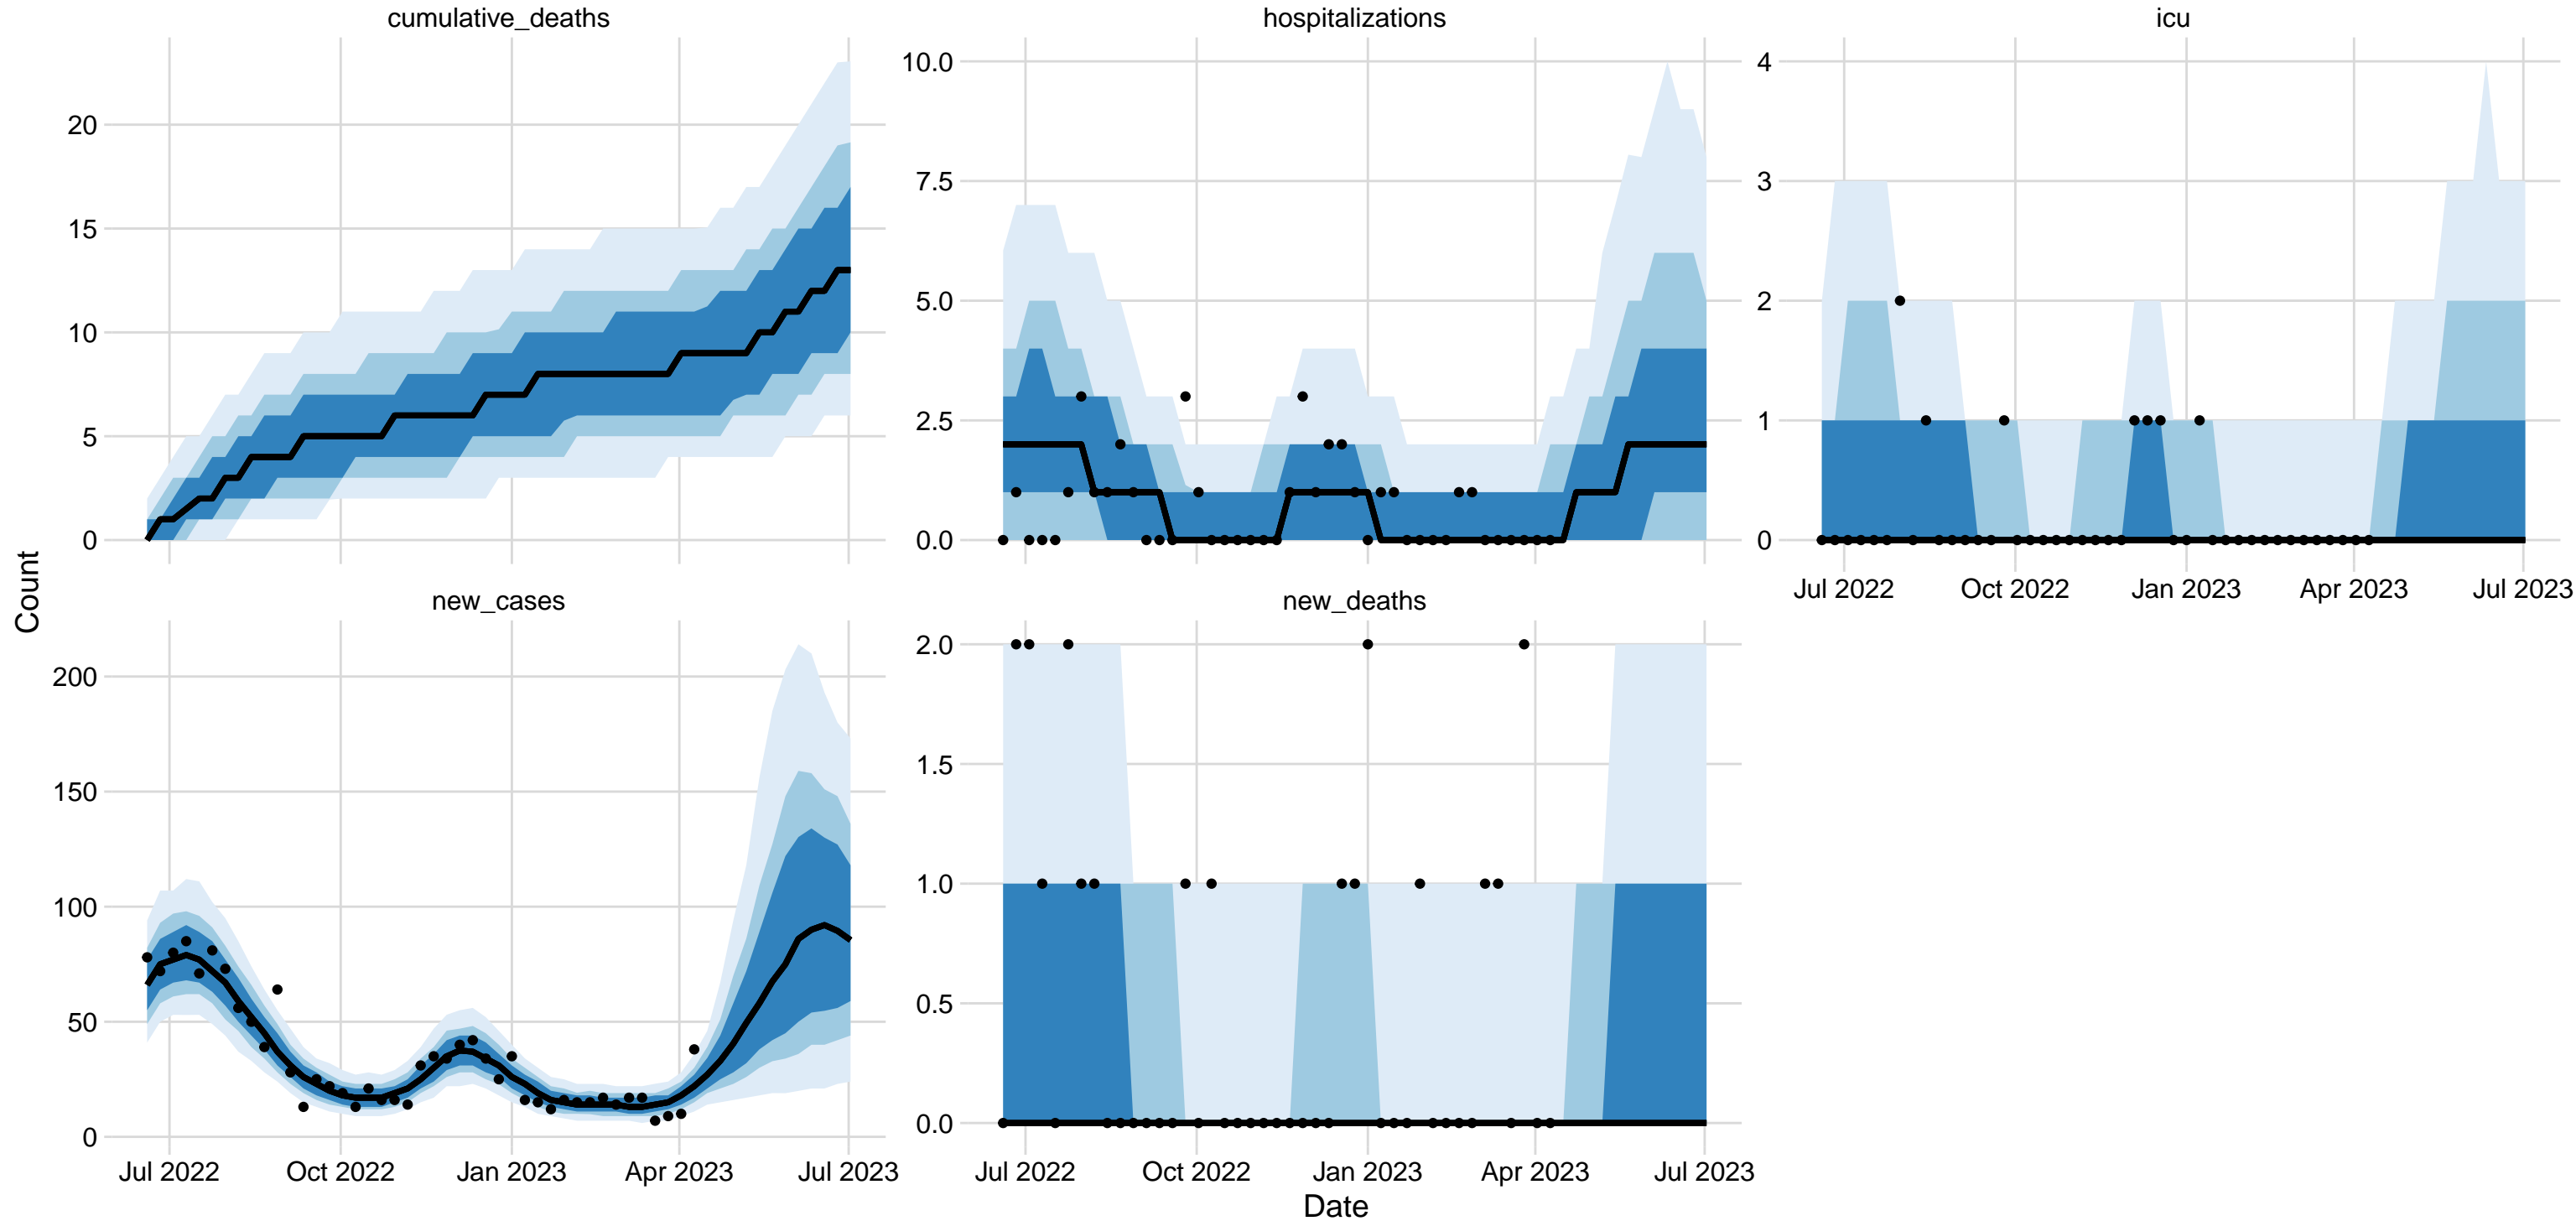 cumulative_deaths
hospitalizations
icu
20
15
10
5
0
10.0
7.5
5.0
2.5
0.0
4
3
2
1
0
Jul 2022 Oct 2022 Jan 2023 Apr 2023 Jul 2023
Count
new_cases
new_deaths
200
150
100
50
0
2.0
1.5
1.0
0.5
0.0
Jul 2022 Oct 2022 Jan 2023 Apr 2023 Jul 2023
Jul 2022 Oct 2022 Jan 2023 Apr 2023 Jul 2023
Date